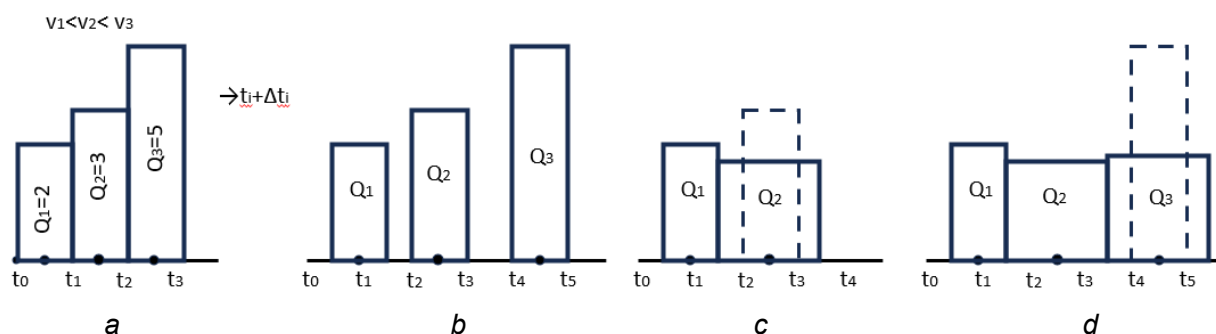 v₁<v₂< v₃
→tᵢ+Δtᵢ
Q₁=2
Q₂=3
Q₃=5
t₀ t₁ t₂ t₃
a
Q₁ Q₂ Q₃
t₀ t₁ t₂ t₃ t₄ t₅
b
Q₁ Q₂
t₀ t₁ t₂ t₃ t₄
c
Q₁ Q₂ Q₃
t₀ t₁ t₂ t₃ t₄ t₅
d